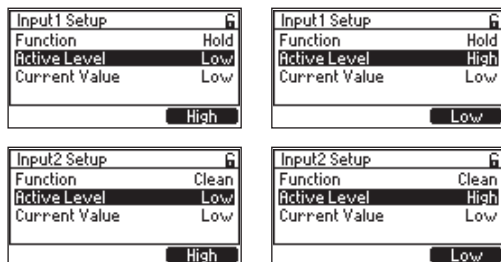 Input1 Setup
Function Hold
Active Level Low
Current Value Low
High
Input1 Setup
Function Hold
Active Level High
Current Value Low
Low
Input2 Setup
Function Clean
Active Level Low
Current Value Low
High
Input2 Setup
Function Clean
Active Level High
Current Value Low
Low